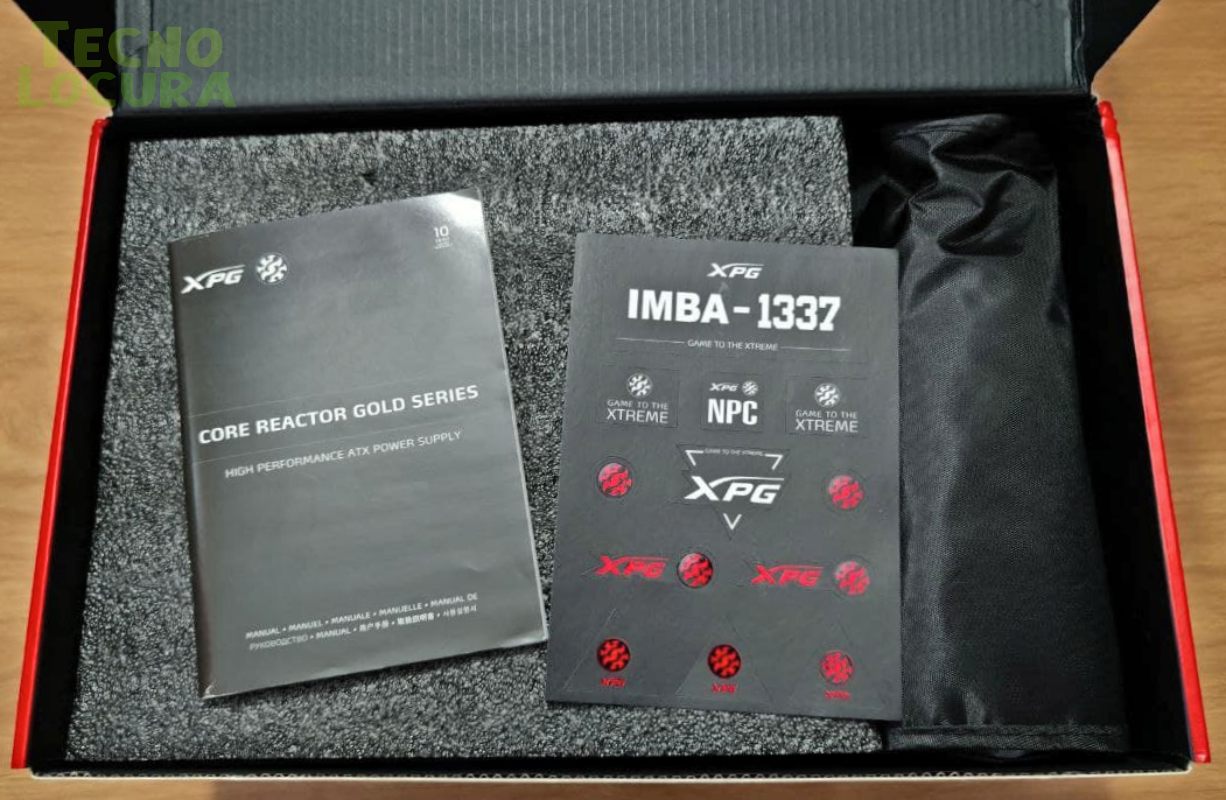 TECNO
LOCURA
XPG
10
CORE REACTOR GOLD SERIES
HIGH PERFORMANCE ATX POWER SUPPLY
MANUAL • MANUEL • MANUALE • MANUELLE • MANUAL DE
РУКОВОДСТВО • MANUAL • 用户手册 • 取扱説明書 • 사용설명서
XPG
IMBA - 1337
GAME TO THE XTREME
GAME TO THE
XTREME
XPG
NPC
GAME TO THE
XTREME
GAME TO THE XTREME
XPG
XPG
XPG
XPG
XPG
XPG